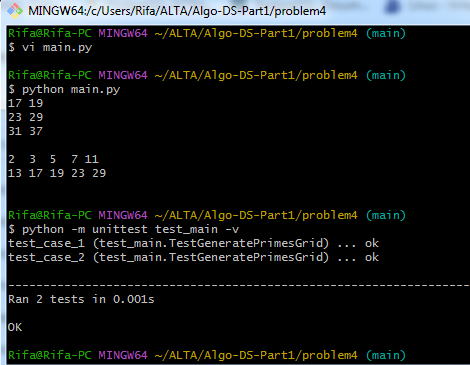 MINGW64:/c/Users/Rifa/ALTA/Algo-DS-Part1/problem4
Rifa@Rifa-PC MINGW64 ~/ALTA/Algo-DS-Part1/problem4 (main)
$ vi main.py
Rifa@Rifa-PC MINGW64 ~/ALTA/Algo-DS-Part1/problem4 (main)
$ python main.py
17 19
23 29
31 37
2 3 5 7 11
13 17 19 23 29
Rifa@Rifa-PC MINGW64 ~/ALTA/Algo-DS-Part1/problem4 (main)
$ python -m unittest test_main -v
test_case_1 (test_main.TestGeneratePrimesGrid) ... ok
test_case_2 (test_main.TestGeneratePrimesGrid) ... ok
----------------------------------------------------------------------
Ran 2 tests in 0.001s
OK
Rifa@Rifa-PC MINGW64 ~/ALTA/Algo-DS-Part1/problem4 (main)